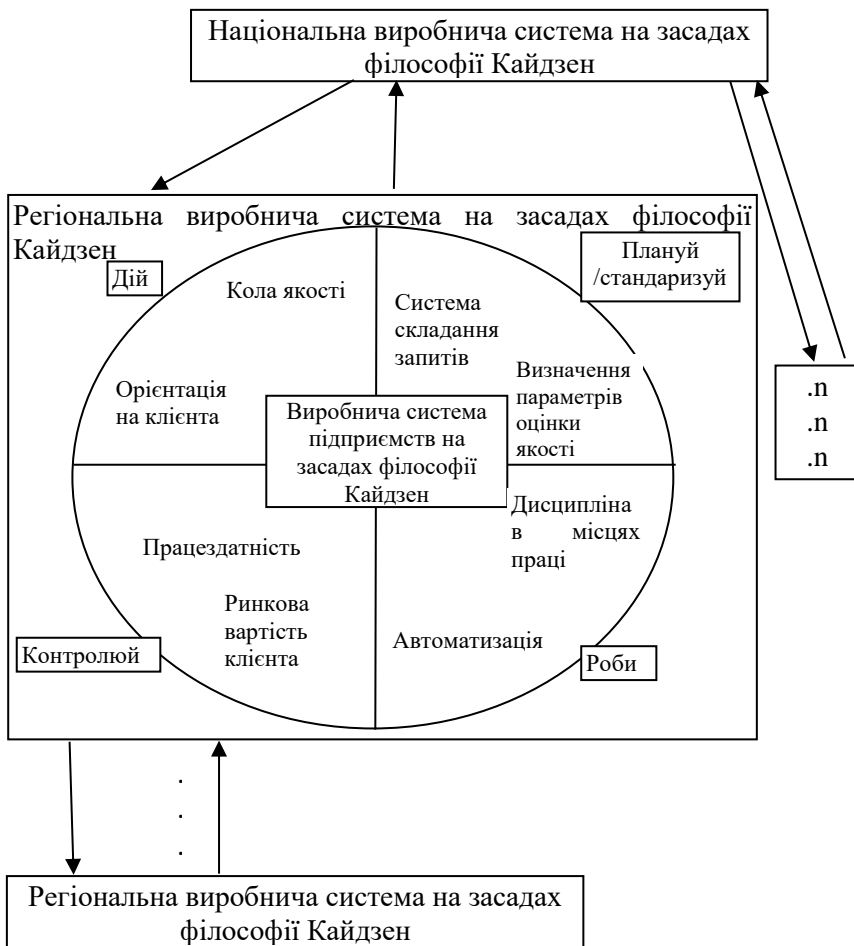 Національна виробнича система на засадах
філософії Кайдзен
Регіональна виробнича система на засадах філософії
Кайдзен
Дій
Плануй
/стандаризуй
Кола якості
Система
складання
запитів
Орієнтація
на клієнта
Визначення
параметрів
оцінки
якості
Виробнича система
підприємств на
засадах філософії
Кайдзен
.n
.n
.n
Дисципліна
в місцях
праці
Працездатність
Ринкова
вартість
клієнта
Автоматизація
Контролюй
Роби
.
.
.
Регіональна виробнича система на засадах
філософії Кайдзен